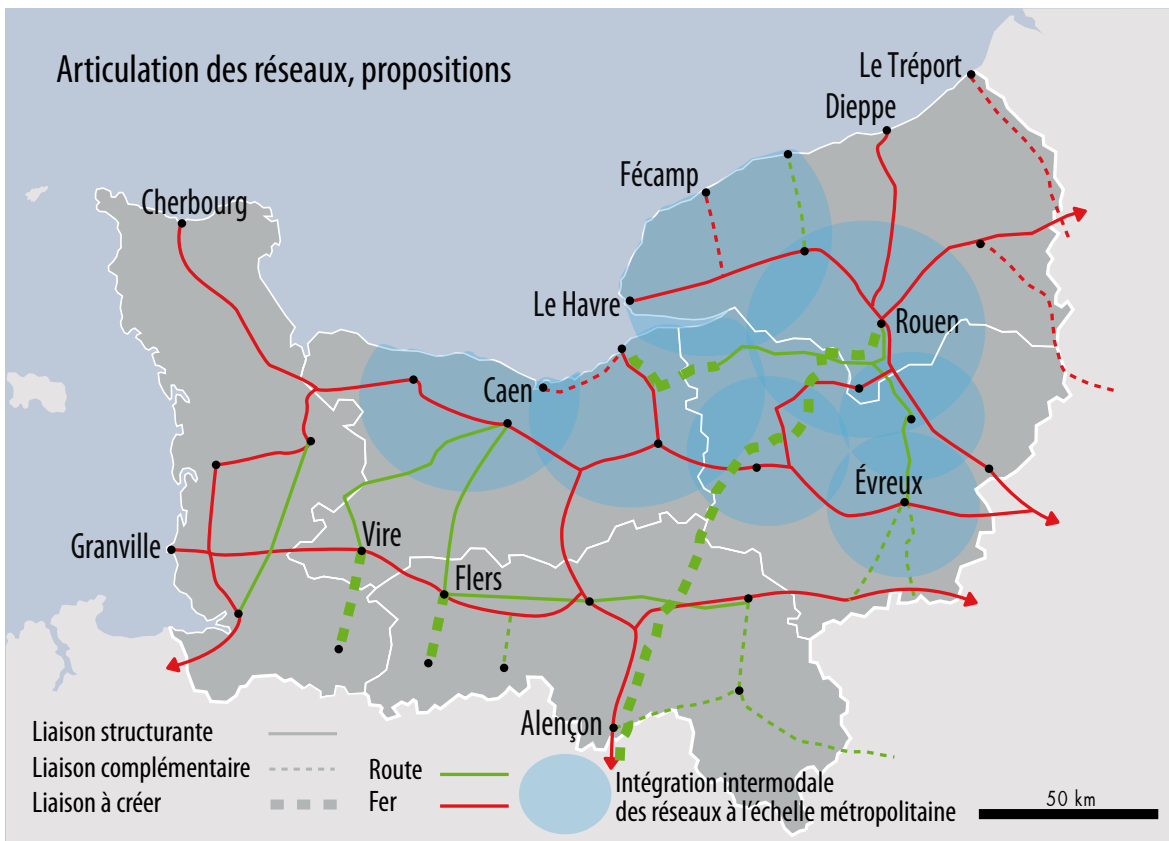 Articulation des réseaux, propositions
Le Tréport
Dieppe
Fécamp
Cherbourg
Le Havre
Rouen
Caen
Évreux
Granville
Vire
Flers
Alençon
Liaison structurante
Liaison complémentaire
Liaison à créer
Route
Fer
Intégration intermodale
des réseaux à l'échelle métropolitaine
50 km